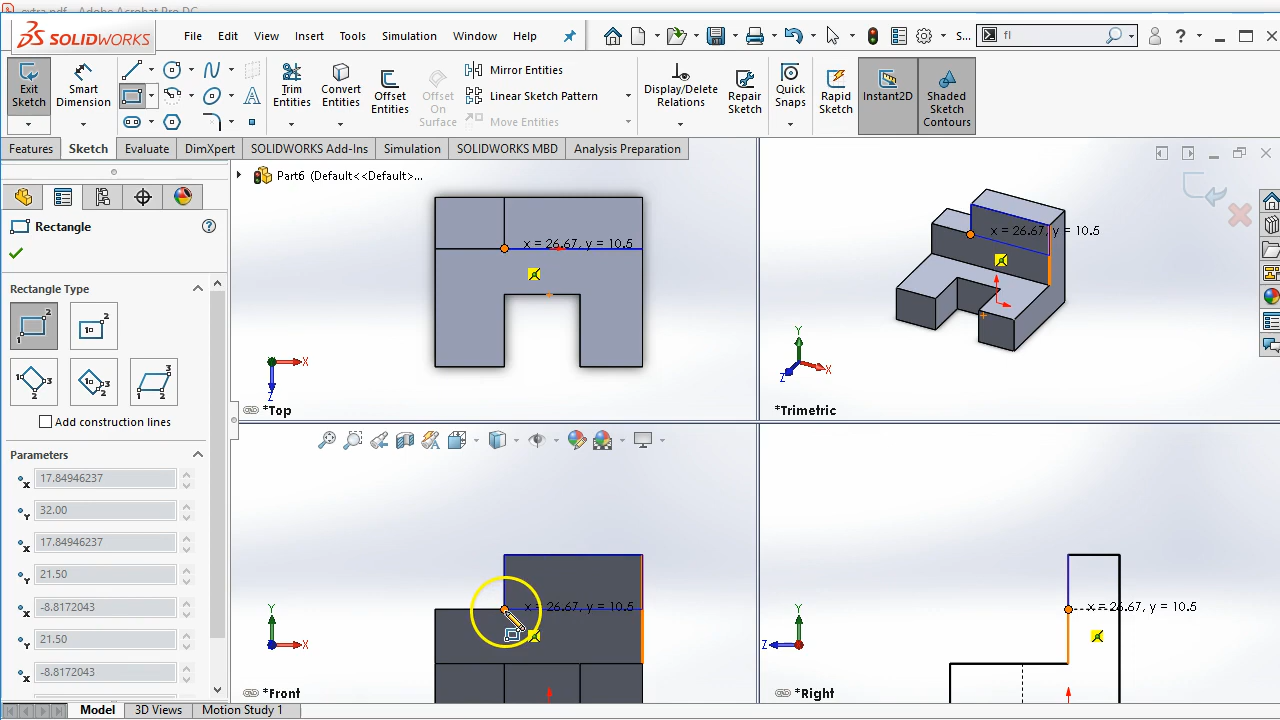 extra.pdf - Adobe Acrobat Pro DC
SOLIDWORKS File Edit View Insert Tools Simulation Window Help S... fl ?
Exit Sketch
Smart Dimension
Trim Entities
Convert Entities
Offset Entities
Offset On Surface
Mirror Entities
Linear Sketch Pattern
Move Entities
Display/Delete Relations
Repair Sketch
Quick Snaps
Rapid Sketch
Instant2D
Shaded Sketch Contours
Features Sketch Evaluate DimXpert SOLIDWORKS Add-Ins Simulation SOLIDWORKS MBD Analysis Preparation
Part6 (Default<<Default>...
Rectangle ?
Rectangle Type
Add construction lines
Parameters
17.84946237
32.00
17.84946237
21.50
-8.8172043
21.50
-8.8172043
x = 26.67, y = 10.5
X
Z
*Top
x = 26.67, y = 10.5
Y
X
Z
*Trimetric
x = 26.67, y = 10.5
Y
X
*Front
x = 26.67, y = 10.5
Y
Z
*Right
Model 3D Views Motion Study 1